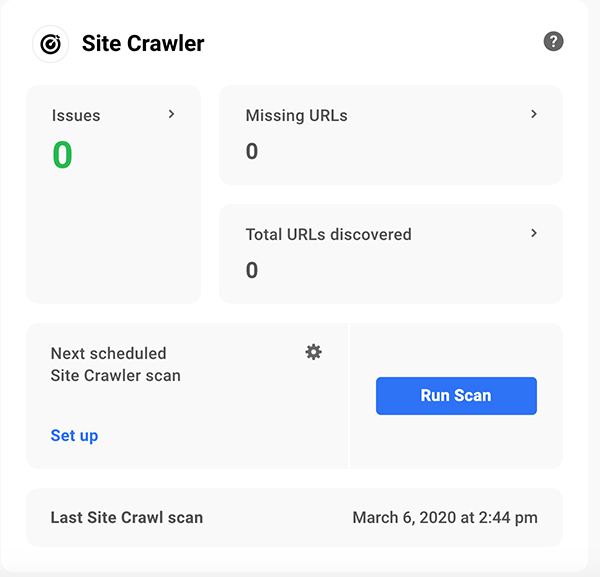 Site Crawler
?
Issues
0
Missing URLs
0
Total URLs discovered
0
Next scheduled
Site Crawler scan
Set up
Run Scan
Last Site Crawl scan
March 6, 2020 at 2:44 pm